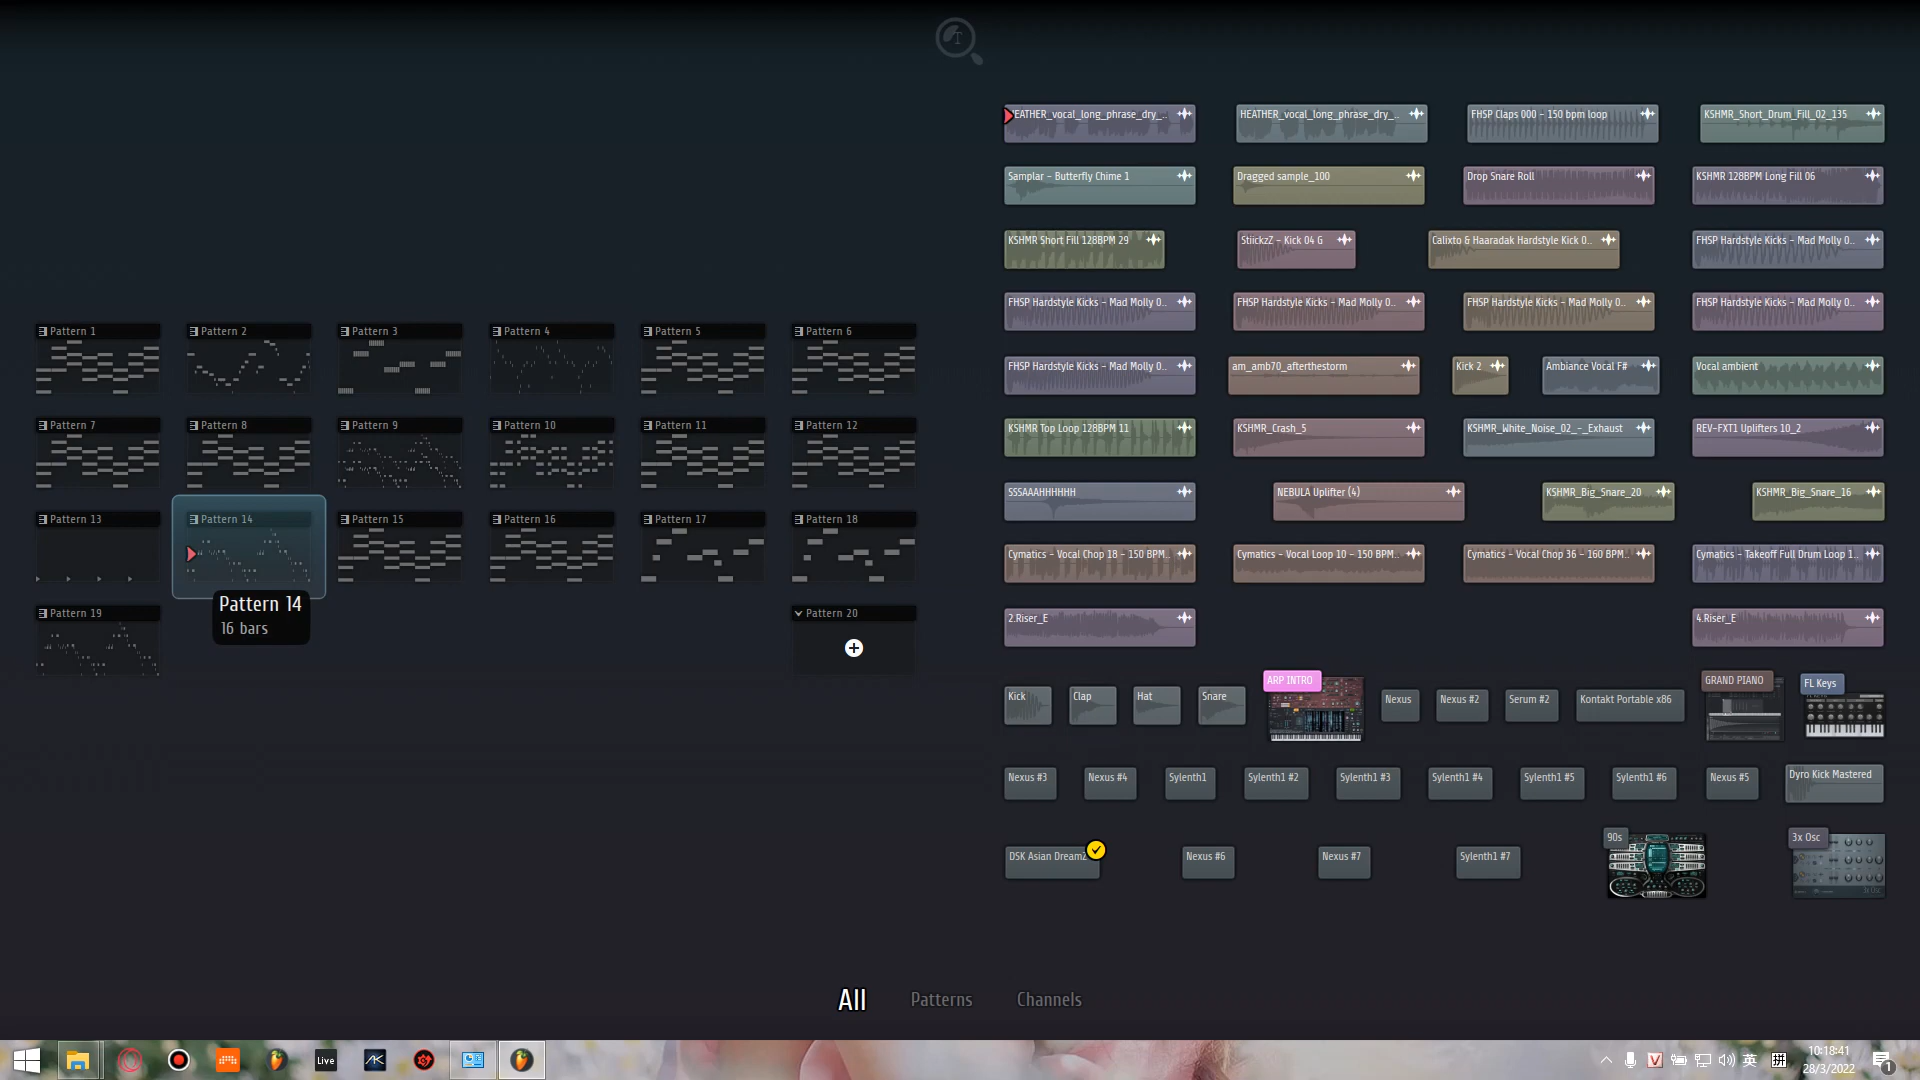 Pattern 1
Pattern 2
Pattern 3
Pattern 4
Pattern 5
Pattern 6
Pattern 7
Pattern 8
Pattern 9
Pattern 10
Pattern 11
Pattern 12
Pattern 13
Pattern 14
Pattern 15
Pattern 16
Pattern 17
Pattern 18
Pattern 14
16 bars
Pattern 19
Pattern 20
T
EATHER_vocal_long_phrase_dry_..
HEATHER_vocal_long_phrase_dry_..
FHSP Claps 000 - 150 bpm loop
KSHMR_Short_Drum_Fill_02_135
Samplar - Butterfly Chime 1
Dragged sample_100
Drop Snare Roll
KSHMR 128BPM Long Fill 06
KSHMR Short Fill 128BPM 29
StiickzZ - Kick 04 G
Calixto & Haaradak Hardstyle Kick 0..
FHSP Hardstyle Kicks - Mad Molly 0..
FHSP Hardstyle Kicks - Mad Molly 0..
FHSP Hardstyle Kicks - Mad Molly 0..
FHSP Hardstyle Kicks - Mad Molly 0..
FHSP Hardstyle Kicks - Mad Molly 0..
FHSP Hardstyle Kicks - Mad Molly 0..
am_amb70_afterthestorm
Kick 2
Ambiance Vocal F#
Vocal ambient
KSHMR Top Loop 128BPM 11
KSHMR_Crash_5
KSHMR_White_Noise_02_-_Exhaust
REV-FXT1 Uplifters 10_2
SSSAAAHHHHHH
NEBULA Uplifter (4)
KSHMR_Big_Snare_20
KSHMR_Big_Snare_16
Cymatics - Vocal Chop 18 - 150 BPM..
Cymatics - Vocal Loop 10 - 150 BPM..
Cymatics - Vocal Chop 36 - 160 BPM..
Cymatics - Takeoff Full Drum Loop 1..
2.Riser_E
4.Riser_E
Kick
Clap
Hat
Snare
ARP INTRO
Nexus
Nexus #2
Serum #2
Kontakt Portable x86
GRAND PIANO
FL Keys
Nexus #3
Nexus #4
Sylenth1
Sylenth1 #2
Sylenth1 #3
Sylenth1 #4
Sylenth1 #5
Sylenth1 #6
Nexus #5
Dyro Kick Mastered
DSK Asian DreamZ
Nexus #6
Nexus #7
Sylenth1 #7
90s
3x Osc
All
Patterns
Channels
Live
AK
V
英
拼
10:18:41
28/3/2022
1